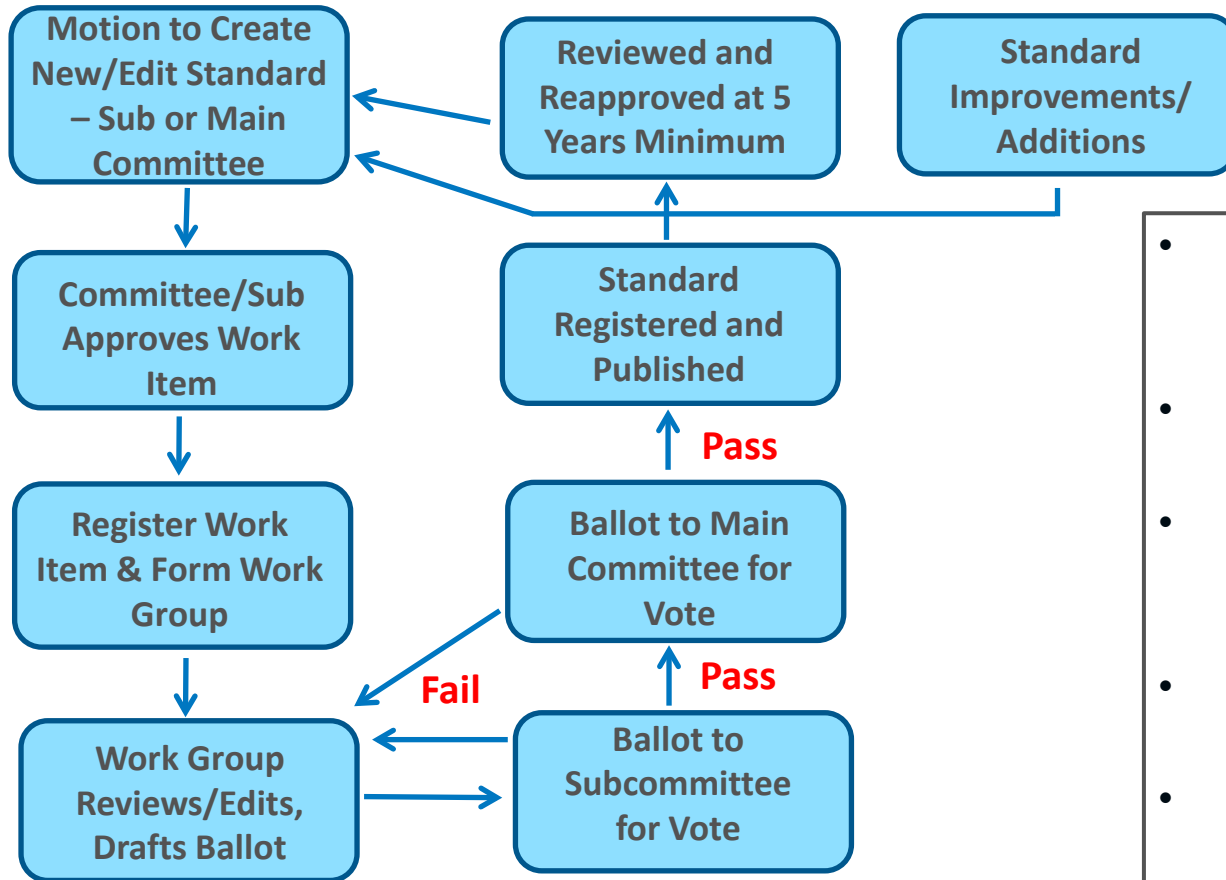 Motion to Create
New/Edit Standard
– Sub or Main
Committee
Reviewed and
Reapproved at 5
Years Minimum
Standard
Improvements/
Additions
Committee/Sub
Approves Work
Item
Standard
Registered and
Published
Pass
Register Work
Item & Form Work
Group
Ballot to Main
Committee for
Vote
Fail
Pass
Work Group
Reviews/Edits,
Drafts Ballot
Ballot to
Subcommittee
for Vote